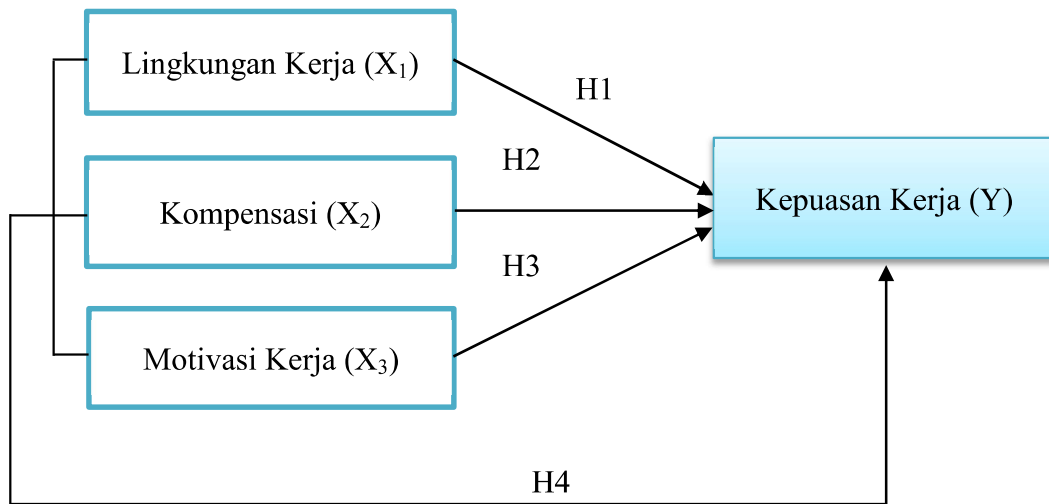 Lingkungan Kerja (X₁)
H1
H2
Kompensasi (X₂)
Kepuasan Kerja (Y)
H3
Motivasi Kerja (X₃)
H4